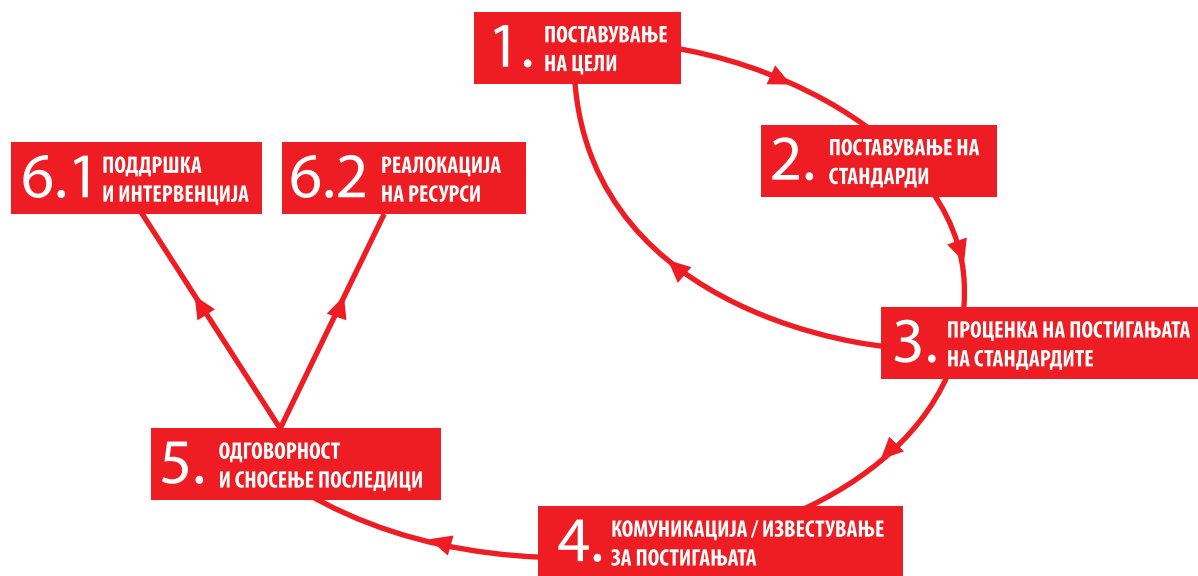 1. ПОСТАВУВАЊЕ
НА ЦЕЛИ
2. ПОСТАВУВАЊЕ НА
СТАНДАРДИ
3. ПРОЦЕНКА НА ПОСТИГАЊАТА
НА СТАНДАРДИТЕ
4. КОМУНИКАЦИЈА / ИЗВЕСТУВАЊЕ
ЗА ПОСТИГАЊАТА
5. ОДГОВОРНОСТ
И СНОСЕЊЕ ПОСЛЕДИЦИ
6.1 ПОДДРШКА
И ИНТЕРВЕНЦИЈА
6.2 РЕАЛОКАЦИЈА
НА РЕСУРСИ